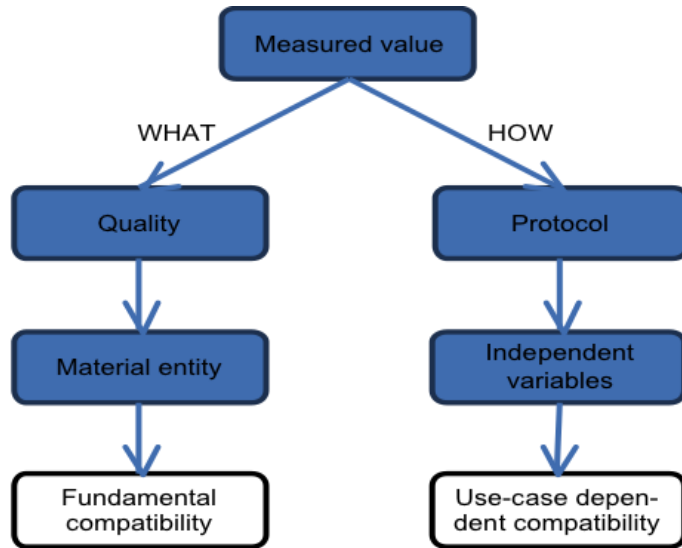 Measured value
WHAT
HOW
Quality
Protocol
Material entity
Independent
variables
Fundamental
compatibility
Use-case depen-
dent compatibility